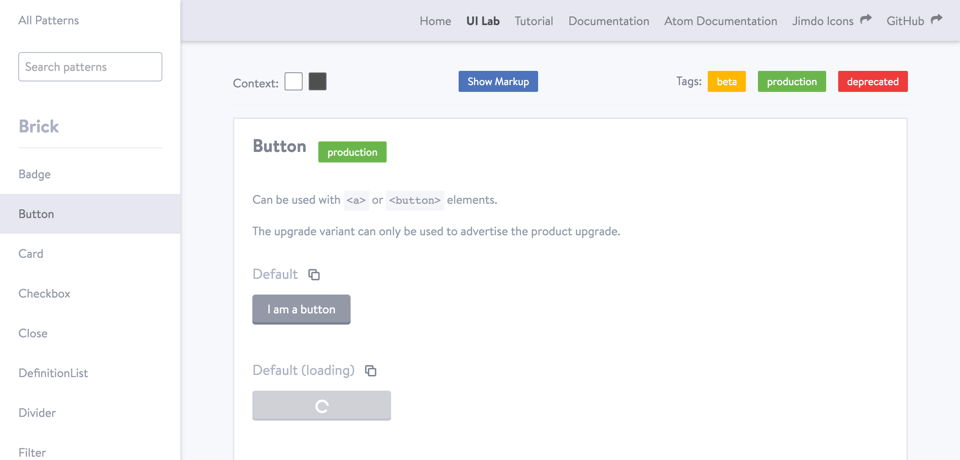 All Patterns
Home UI Lab Tutorial Documentation Atom Documentation Jimdo Icons GitHub
Search patterns
Context: Show Markup Tags: beta production deprecated
Brick
Badge
Button
Card
Checkbox
Close
DefinitionList
Divider
Filter
Button production
Can be used with <a> or <button> elements.
The upgrade variant can only be used to advertise the product upgrade.
Default
I am a button
Default (loading)